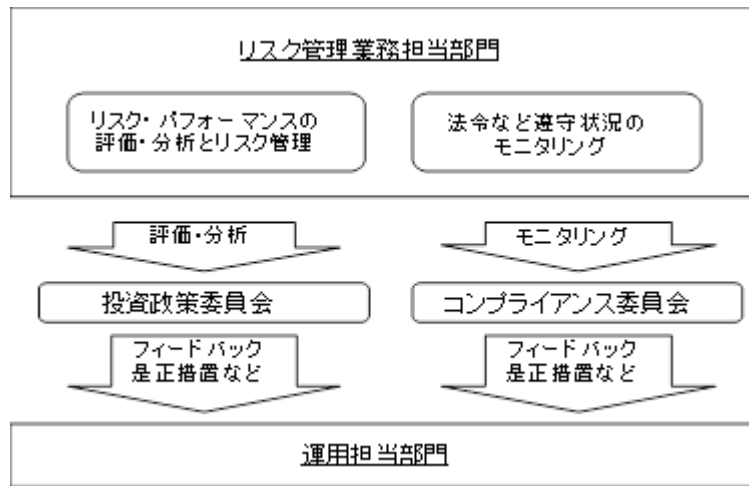 リスク管理業務担当部門
リスク・パフォーマンスの
評価・分析とリスク管理
法令など遵守状況の
モニタリング
評価・分析
モニタリング
投資政策委員会
コンプライアンス委員会
フィードバック
是正措置など
フィードバック
是正措置など
運用担当部門